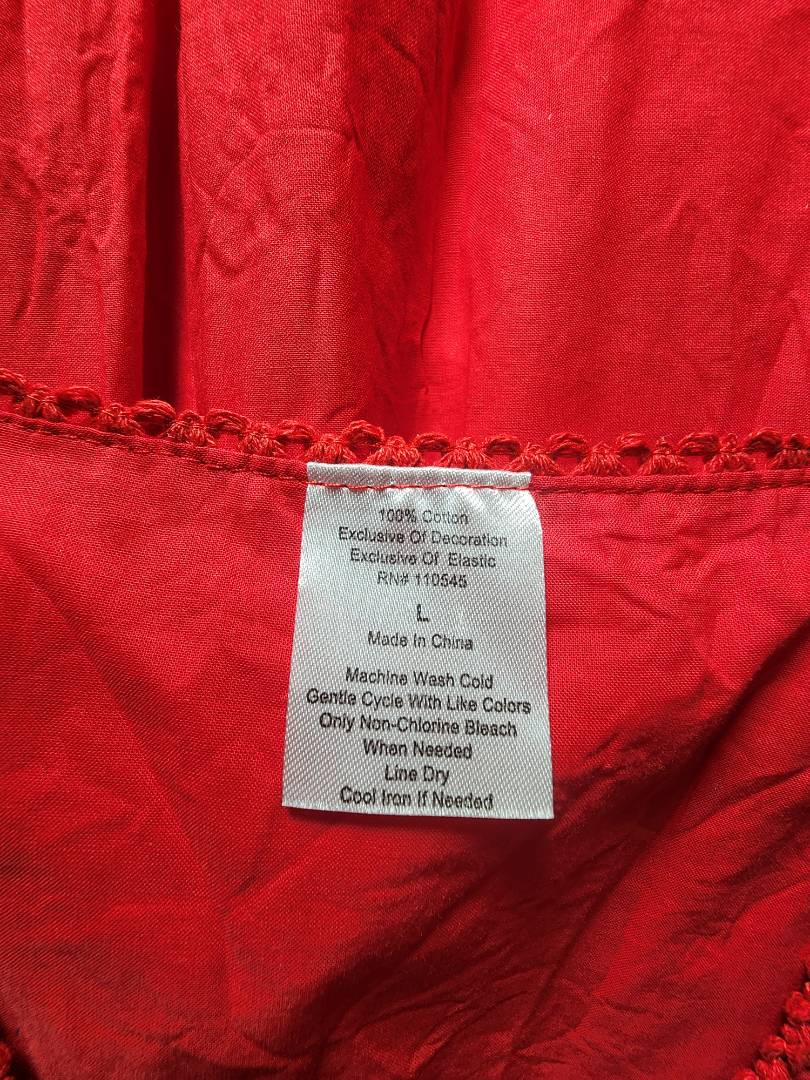 100% Cotton
Exclusive Of Decoration
Exclusive Of Elastic
RN# 110545
L
Made In China
Machine Wash Cold
Gentle Cycle With Like Colors
Only Non-Chlorine Bleach
When Needed
Line Dry
Cool Iron If Needed